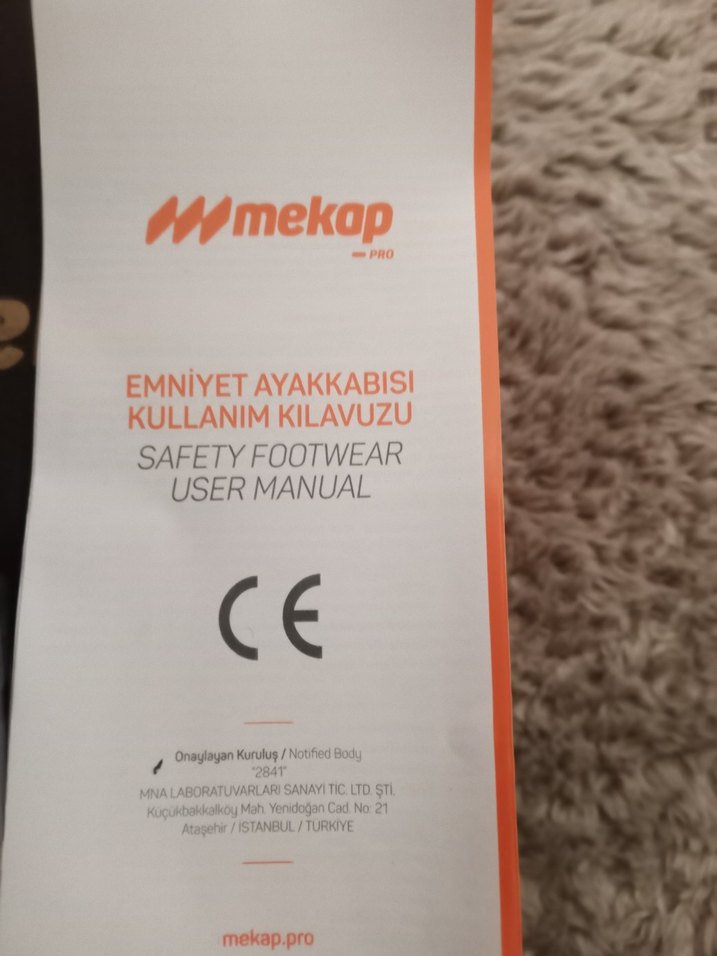 mekap
PRO
EMNİYET AYAKKABISI
KULLANIM KILAVUZU
SAFETY FOOTWEAR
USER MANUAL
CE
Onaylayan Kuruluş / Notified Body
"2841"
MNA LABORATUVARLARI SANAYİ TİC. LTD. ŞTİ.
Küçükbakkalköy Mah. Yenidoğan Cad. No: 21
Ataşehir / İSTANBUL / TÜRKİYE
mekap.pro